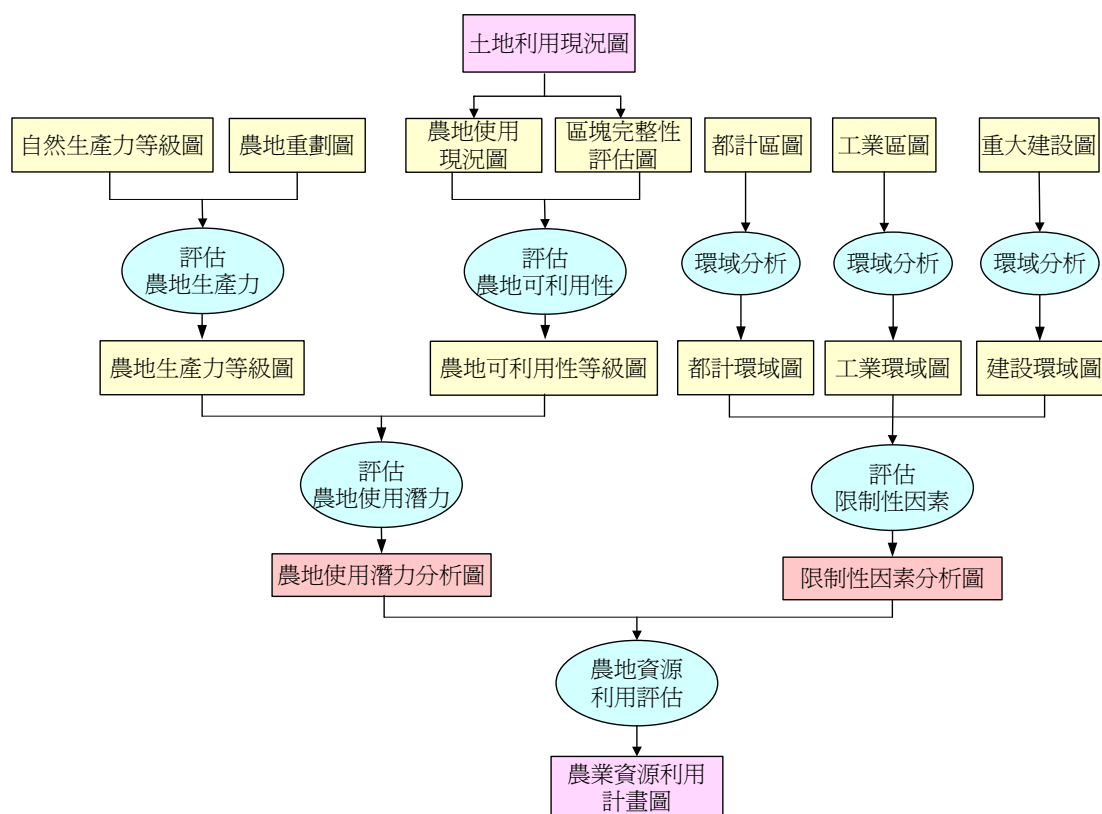 土地利用現況圖
自然生產力等級圖
農地重劃圖
農地使用
現況圖
區塊完整性
評估圖
都計區圖
工業區圖
重大建設圖
評估
農地生產力
評估
農地可利用性
環域分析
環域分析
環域分析
農地生產力等級圖
農地可利用性等級圖
都計環域圖
工業環域圖
建設環域圖
評估
農地使用潛力
評估
限制性因素
農地使用潛力分析圖
限制性因素分析圖
農地資源
利用評估
農業資源利用
計畫圖